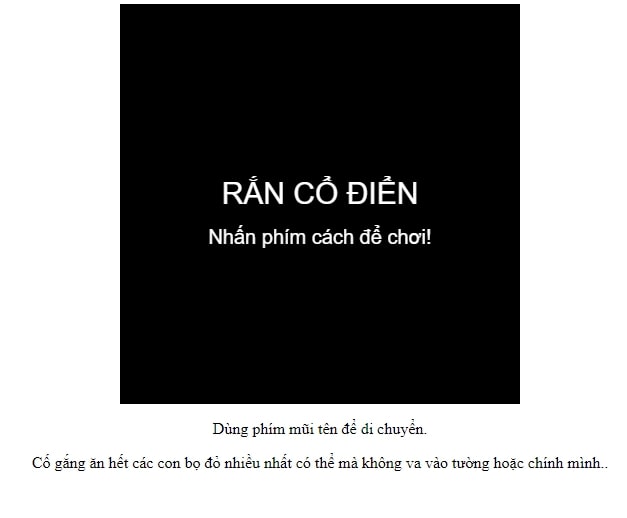 RẮN CỔ ĐIỂN
Nhấn phím cách để chơi!
Dùng phím mũi tên để di chuyển.
Cố gắng ăn hết các con bọ đỏ nhiều nhất có thể mà không va vào tường hoặc chính mình..